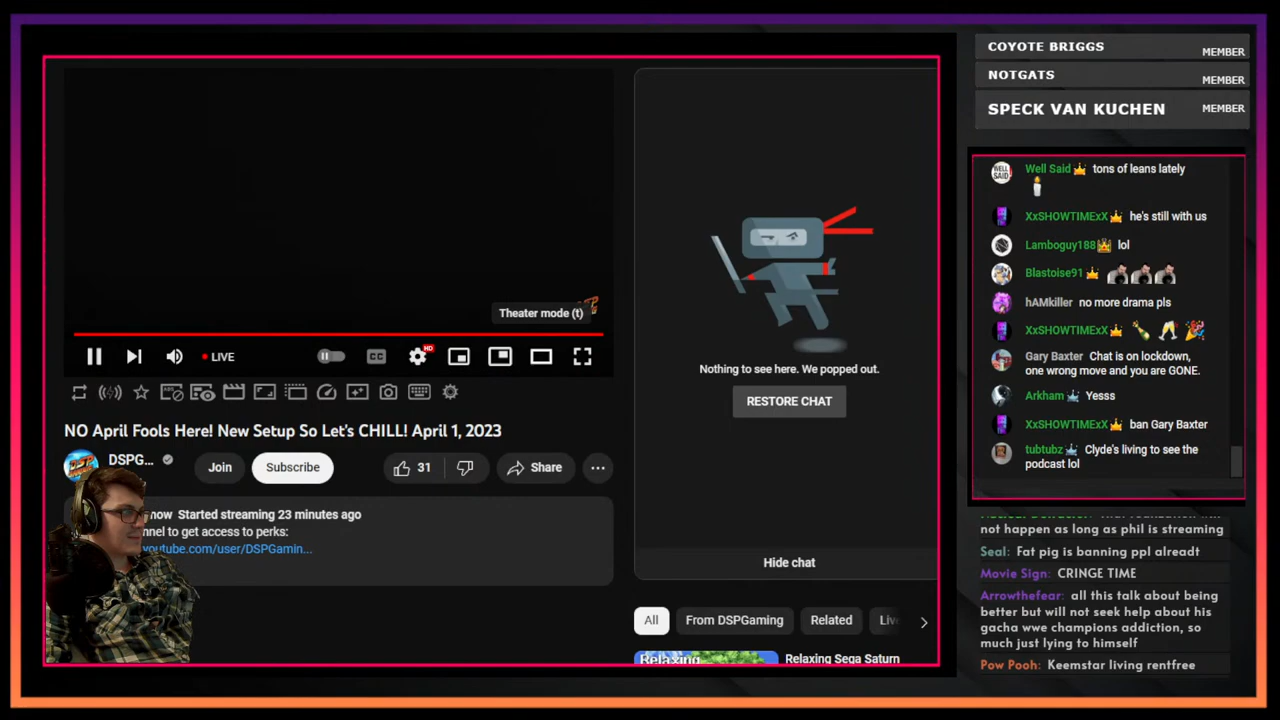 COYOTE BRIGGS MEMBER
NOTGATS MEMBER
SPECK VAN KUCHEN MEMBER
Theater mode (t)
LIVE
CC
HD
NO April Fools Here! New Setup So Let's CHILL! April 1, 2023
DSPG...
Join
Subscribe
31
Share
now Started streaming 23 minutes ago
nnel to get access to perks:
youtube.com/user/DSPGamin...
Nothing to see here. We popped out.
RESTORE CHAT
Hide chat
All
From DSPGaming
Related
Liv
Relaxing
Relaxing Sega Saturn
WELL SAID
Well Said tons of leans lately
XxSHOWTIMExX he's still with us
Lamboguy188 lol
Blastoise91
hAMkiller no more drama pls
XxSHOWTIMExX
Gary Baxter Chat is on lockdown,
one wrong move and you are GONE.
Arkham Yesss
XxSHOWTIMExX ban Gary Baxter
tubtubz Clyde's living to see the
podcast lol
not happen as long as phil is streaming
Seal: Fat pig is banning ppl alreadt
Movie Sign: CRINGE TIME
Arrowthefear: all this talk about being
better but will not seek help about his
gacha wwe champions addiction, so
much just lying to himself
Pow Pooh: Keemstar living rentfree